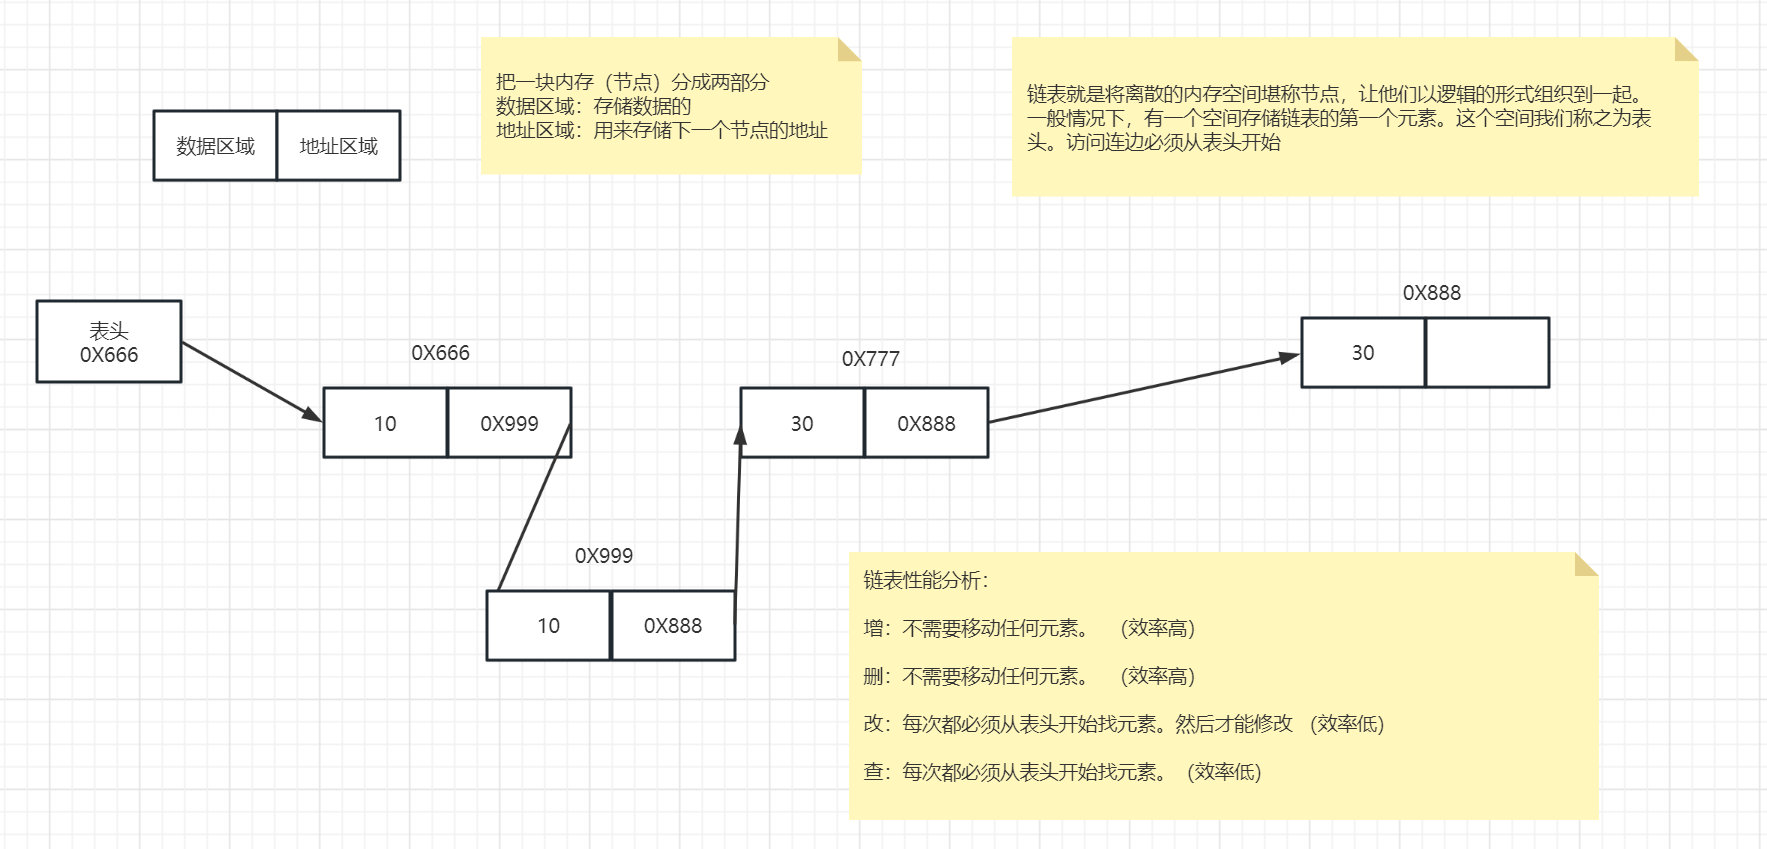 数据区域
地址区域
把一块内存（节点）分成两部分
数据区域：存储数据的
地址区域：用来存储下一个节点的地址
链表就是将离散的内存空间堪称节点，让他们以逻辑的形式组织到一起。
一般情况下，有一个空间存储链表的第一个元素。这个空间我们称之为表
头。访问连边必须从表头开始
表头
0X666
0X666
10
0X999
0X777
30
0X888
0X888
30
0X999
10
0X888
链表性能分析：
增：不需要移动任何元素。 （效率高）
删：不需要移动任何元素。 （效率高）
改：每次都必须从表头开始找元素。然后才能修改 （效率低）
查：每次都必须从表头开始找元素。（效率低）